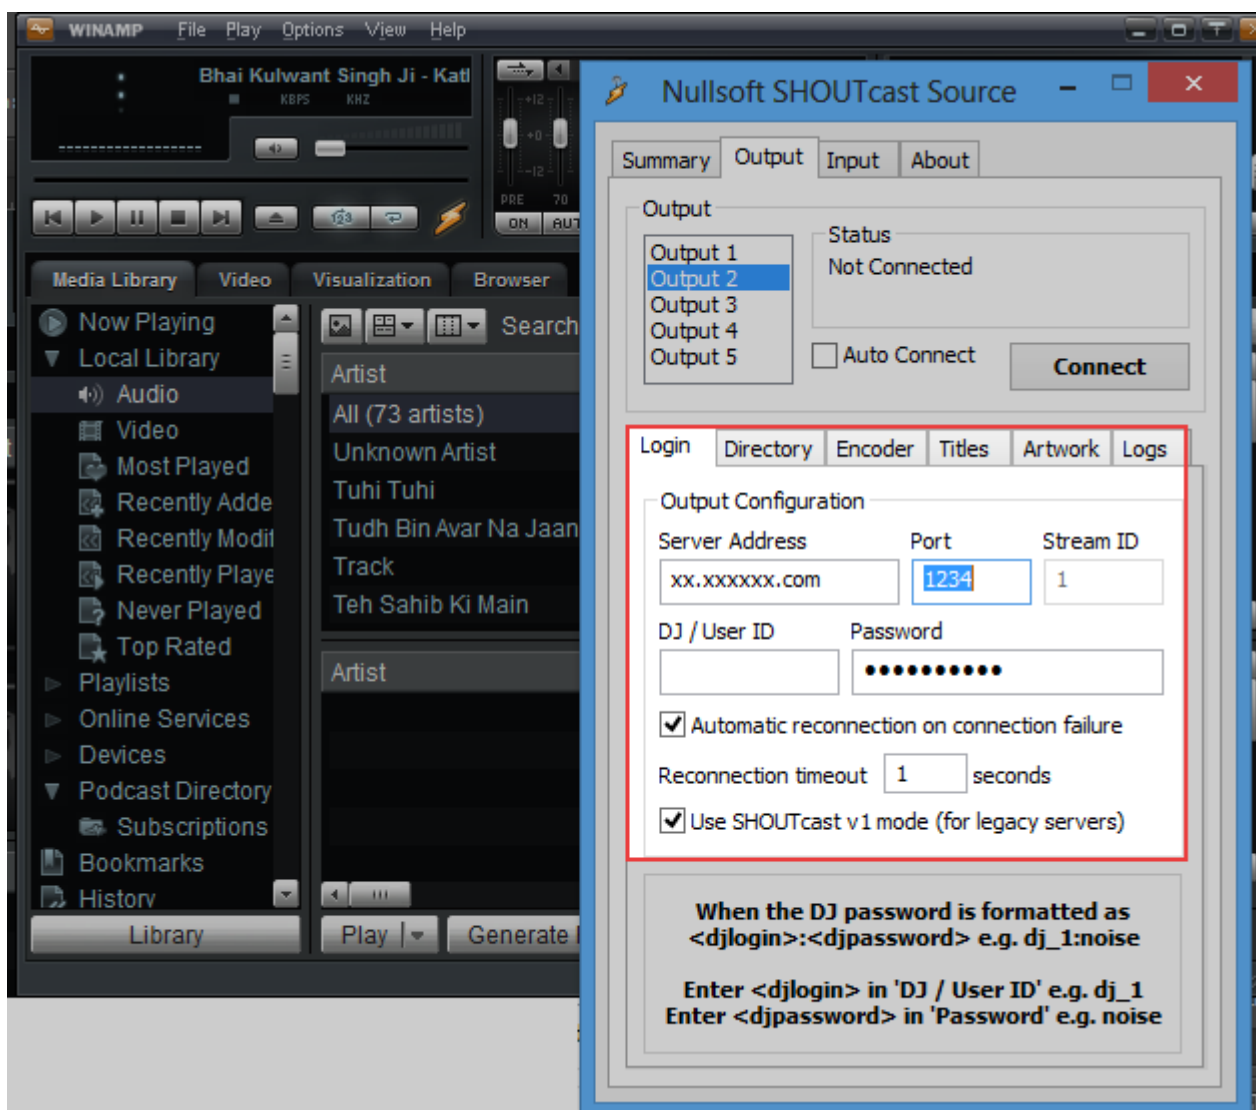 WINAMP File Play Options View Help
Bhai Kulwant Singh Ji - Katl
KBPS KHZ
+12
+0
-12
PRE 70
ON AUT
Media Library Video Visualization Browser
Now Playing
Local Library
Audio
Video
Most Played
Recently Adde
Recently Modif
Recently Playe
Never Played
Top Rated
Playlists
Online Services
Devices
Podcast Directory
Subscriptions
Bookmarks
History
Library
Search
Artist
All (73 artists)
Unknown Artist
Tuhi Tuhi
Tudh Bin Avar Na Jaan
Track
Teh Sahib Ki Main
Artist
Play Generate
Nullsoft SHOUTcast Source
Summary Output Input About
Output
Output 1
Output 2
Output 3
Output 4
Output 5
Status
Not Connected
Auto Connect
Connect
Login Directory Encoder Titles Artwork Logs
Output Configuration
Server Address Port Stream ID
xx.xxxxxx.com 1234 1
DJ / User ID Password
••••••••••
Automatic reconnection on connection failure
Reconnection timeout 1 seconds
Use SHOUTcast v1 mode (for legacy servers)
When the DJ password is formatted as
<djlogin>:<djpassword> e.g. dj_1:noise
Enter <djlogin> in 'DJ / User ID' e.g. dj_1
Enter <djpassword> in 'Password' e.g. noise